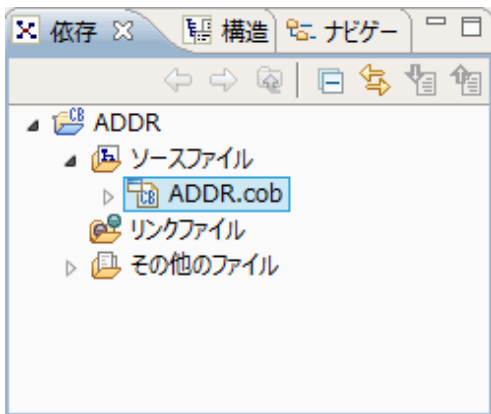 依存 構造 ナビゲー
ADDR
ソースファイル
ADDR.cob
リンクファイル
その他のファイル